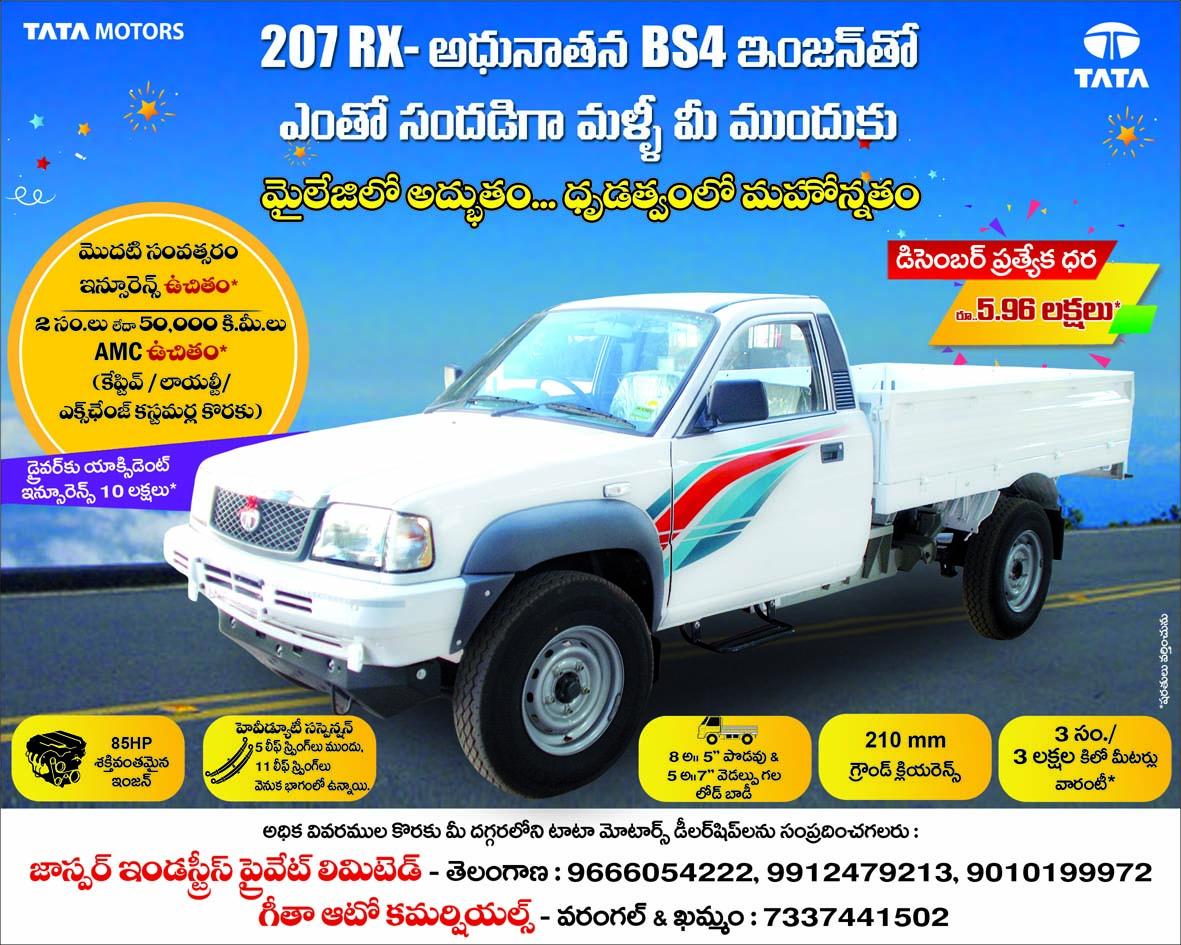 TATA MOTORS
TATA
207 RX- అధునాతన BS4 ఇంజన్‌తో
ఎంతో సందడిగా మళ్ళీ మీ ముందుకు
మైలేజిలో అద్భుతం... ధృడత్వంలో మహోన్నతం
మొదటి సంవత్సరం
ఇన్సూరెన్స్ ఉచితం*
2 సం.లు లేదా 50,000 కి.మీ.లు
AMC ఉచితం*
(కేప్టివ్ / లాయల్టీ/
ఎక్స్‌ఛేంజ్ కస్టమర్ల కొరకు)
డ్రైవర్‌కు యాక్సిడెంట్
ఇన్సూరెన్స్ 10 లక్షలు*
డిసెంబర్ ప్రత్యేక ధర
రూ..5.96 లక్షలు*
*షరతులు వర్తించును
85HP
శక్తివంతమైన
ఇంజన్
హెవీడ్యూటీ సస్పెన్షన్
5 లీఫ్ స్ప్రింగ్‌లు ముందు,
11 లీఫ్ స్ప్రింగ్‌లు
వెనుక భాగంలో ఉన్నాయి.
8 అ॥ 5" పొడవు &
5 అ॥7" వెడల్పు గల
లోడ్ బాడీ
210 mm
గ్రౌండ్ క్లియరెన్స్
3 సం./
3 లక్షల కిలో మీటర్లు
వారంటీ*
అధిక వివరముల కొరకు మీ దగ్గరలోని టాటా మోటార్స్ డీలర్‌షిప్‌లను సంప్రదించగలరు :
జాస్పర్ ఇండస్ట్రీస్ ప్రైవేట్ లిమిటెడ్ - తెలంగాణ : 9666054222, 9912479213, 9010199972
గీతా ఆటో కమర్షియల్స్ - వరంగల్ & ఖమ్మం : 7337441502